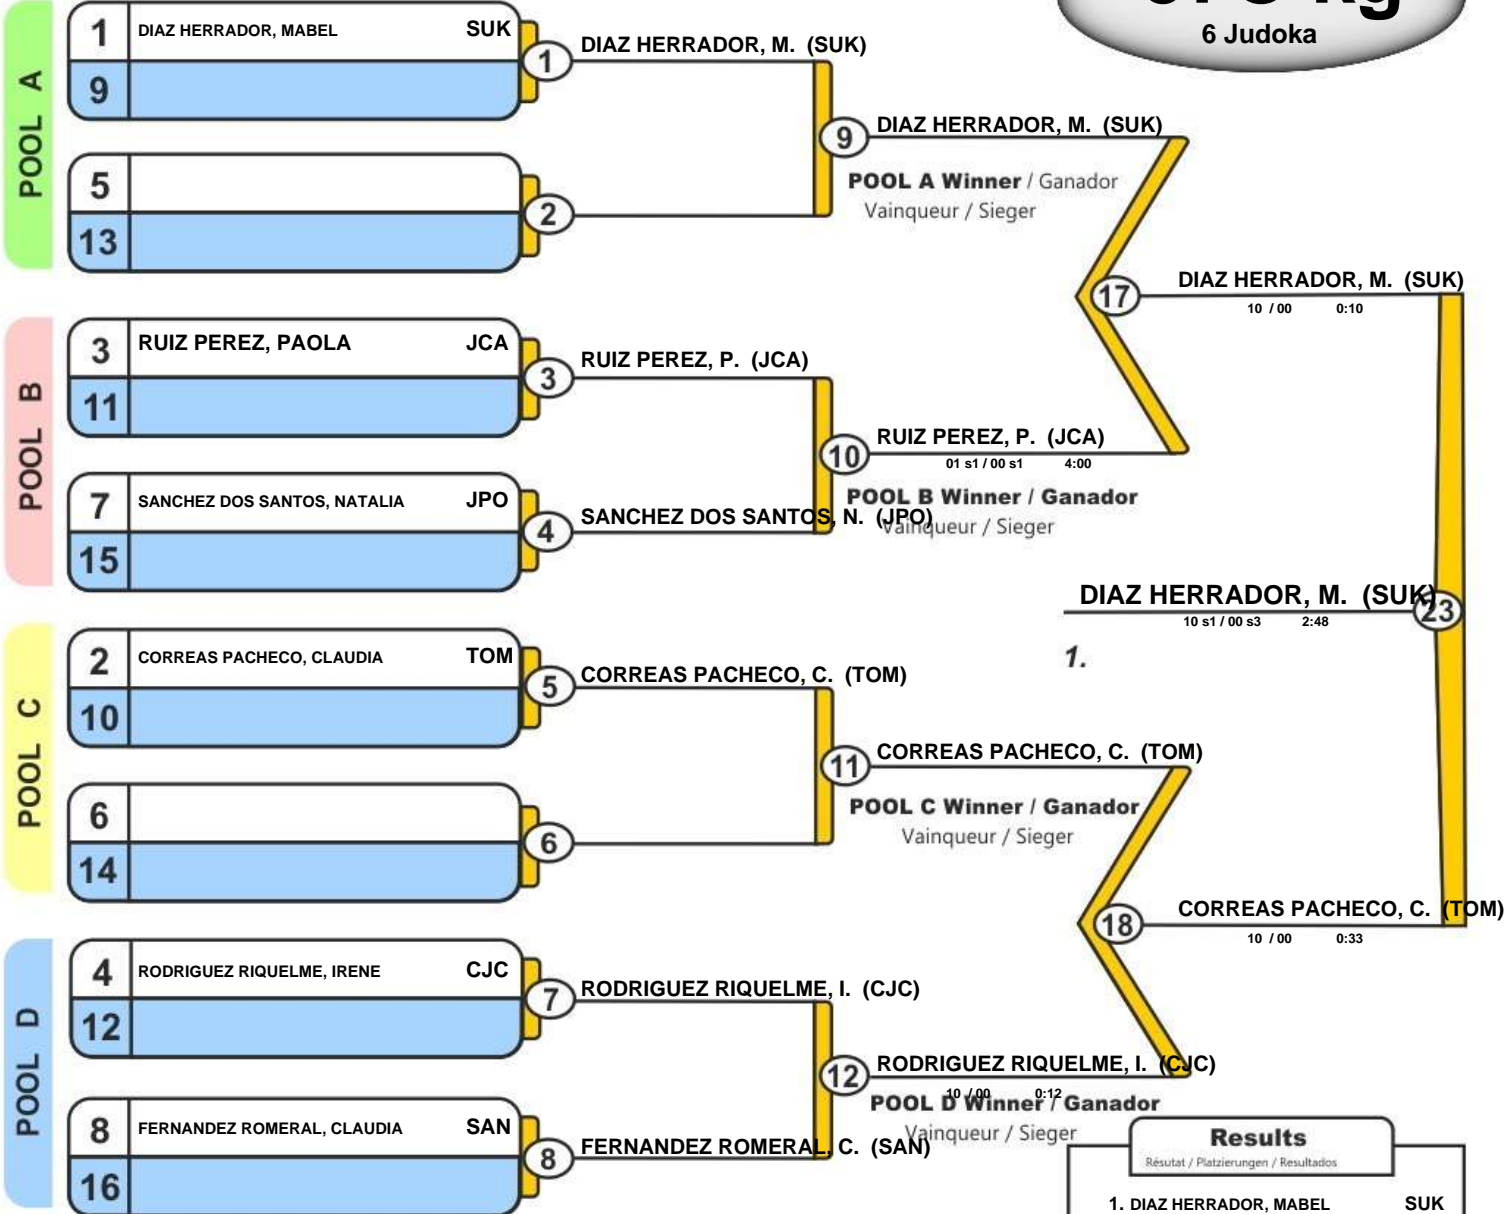 6 Judoka
POOL A
1 DIAZ HERRADOR, MABEL SUK
9
5
13
1 DIAZ HERRADOR, M. (SUK)
2
9 DIAZ HERRADOR, M. (SUK)
POOL A Winner / Ganador
Vainqueur / Sieger
POOL B
3 RUIZ PEREZ, PAOLA JCA
11
7 SANCHEZ DOS SANTOS, NATALIA JPO
15
3 RUIZ PEREZ, P. (JCA)
4 SANCHEZ DOS SANTOS, N. (JPO)
10 RUIZ PEREZ, P. (JCA)
01 s1 / 00 s1 4:00
POOL B Winner / Ganador
Vainqueur / Sieger
17 DIAZ HERRADOR, M. (SUK)
10 / 00 0:10
DIAZ HERRADOR, M. (SUK) 23
10 s1 / 00 s3 2:48
1.
POOL C
2 CORREAS PACHECO, CLAUDIA TOM
10
6
14
5 CORREAS PACHECO, C. (TOM)
6
11 CORREAS PACHECO, C. (TOM)
POOL C Winner / Ganador
Vainqueur / Sieger
18 CORREAS PACHECO, C. (TOM)
10 / 00 0:33
POOL D
4 RODRIGUEZ RIQUELME, IRENE CJC
12
8 FERNANDEZ ROMERAL, CLAUDIA SAN
16
7 RODRIGUEZ RIQUELME, I. (CJC)
8 FERNANDEZ ROMERAL, C. (SAN)
12 RODRIGUEZ RIQUELME, I. (CJC)
10 / 00 0:12
POOL D Winner / Ganador
Vainqueur / Sieger
Results
Résutat / Platzierungen / Resultados
1. DIAZ HERRADOR, MABEL SUK